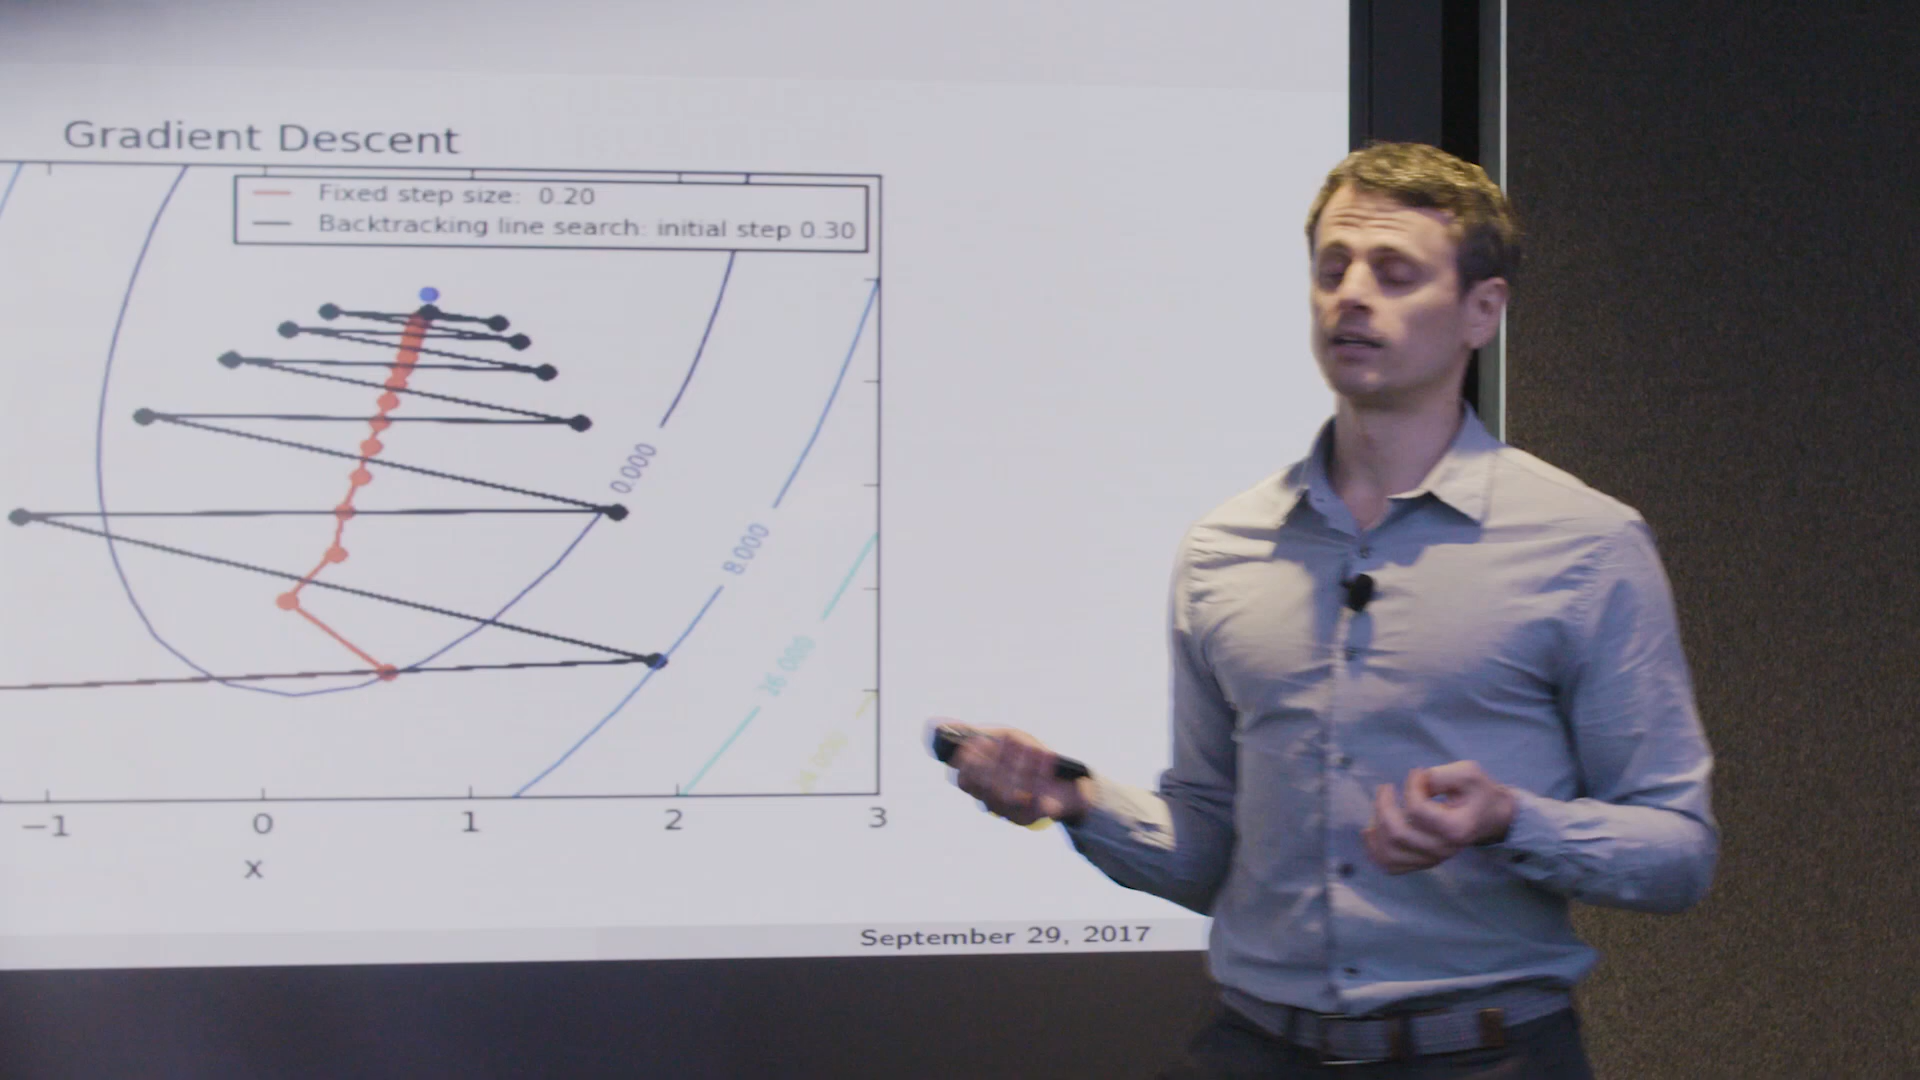 Gradient Descent
Fixed step size: 0.20
Backtracking line search: initial step 0.30
0.000
8.000
16.000
−1 0 1 2 3
x
September 29, 2017